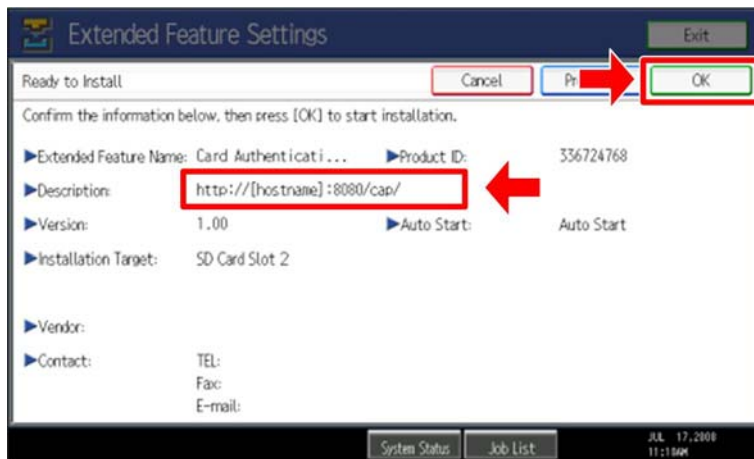 Extended Feature Settings Exit
Ready to Install Cancel Pr OK
Confirm the information below, then press [OK] to start installation.
▶Extended Feature Name: Card Authenticati... ▶Product ID: 336724768
▶Description: http://[hostname]:8080/cap/
▶Version: 1.00 ▶Auto Start: Auto Start
▶Installation Target: SD Card Slot 2
▶Vendor:
▶Contact: TEL:
Fax:
E-mail:
System Status Job List JUL 17,2008
11:18AM